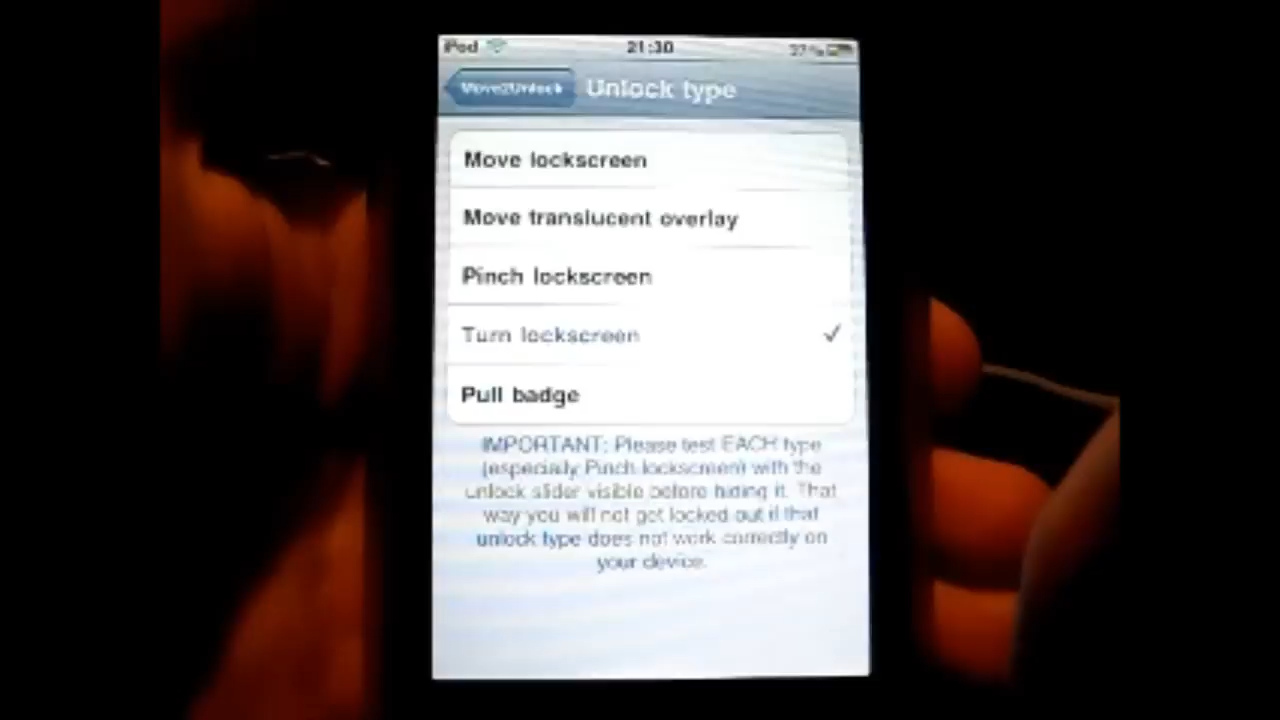 iPod 21:30
Move2Unlock Unlock type
Move lockscreen
Move translucent overlay
Pinch lockscreen
Turn lockscreen
Pull badge
IMPORTANT: Please test EACH type
(especially Pinch lockscreen) with the
unlock slider visible before hiding it. That
way you will not get locked out if that
unlock type does not work correctly on
your device.